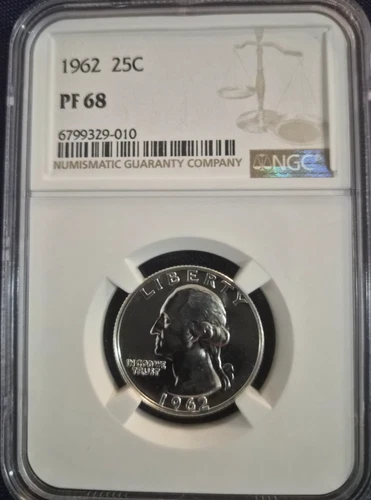 1962 25C
PF 68
6799329-010
NUMISMATIC GUARANTY COMPANY
NGC
LIBERTY
IN GOD WE
TRUST
1962